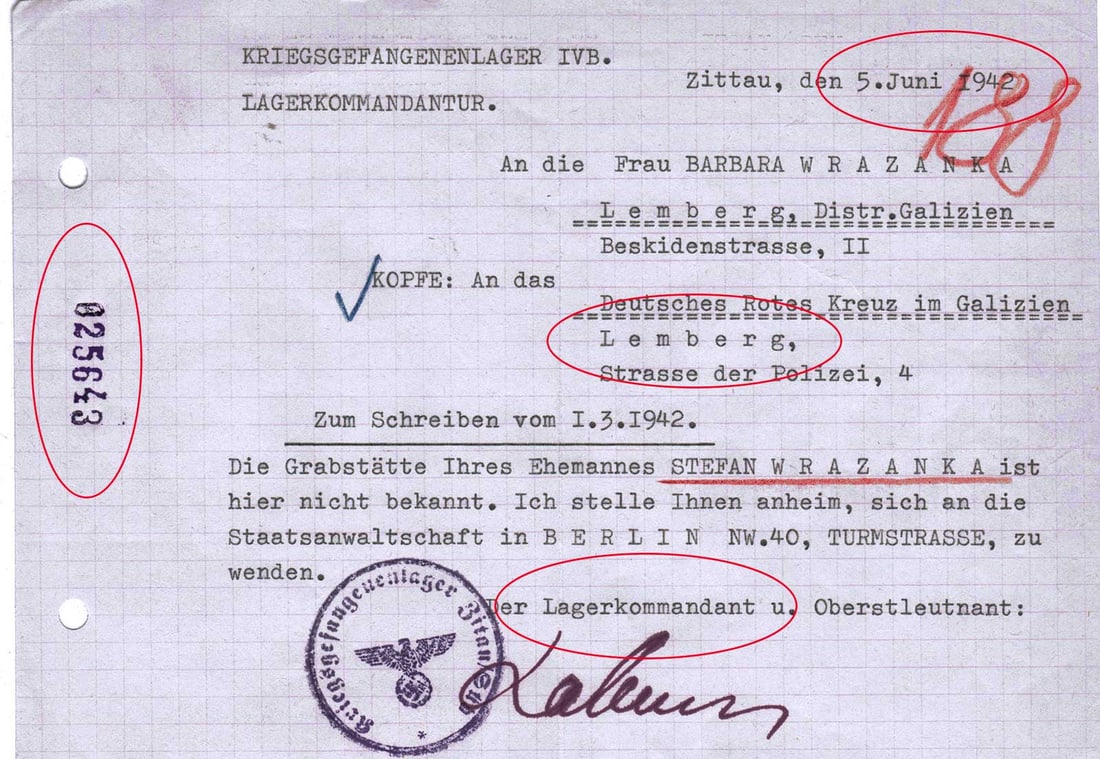 KRIEGSGEFANGENENLAGER IVB.
Zittau, den 5.Juni 1942
LAGERKOMMANDANTUR.
188
An die Frau BARBARA W R A Z A N K A
L e m b e r g, Distr.Galizien
Beskidenstrasse, II
KOPFE: An das
Deutsches Rotes Kreuz im Galizien
L e m b e r g,
Strasse der Polizei, 4
025643
Zum Schreiben vom I.3.1942.
Die Grabstätte Ihres Ehemannes STEFAN W R A Z A N K A ist
hier nicht bekannt. Ich stelle Ihnen anheim, sich an die
Staatsanwaltschaft in B E R L I N NW.40, TURMSTRASSE, zu
wenden.
Der Lagerkommandant u. Oberstleutnant:
Kriegsgefangenenlager